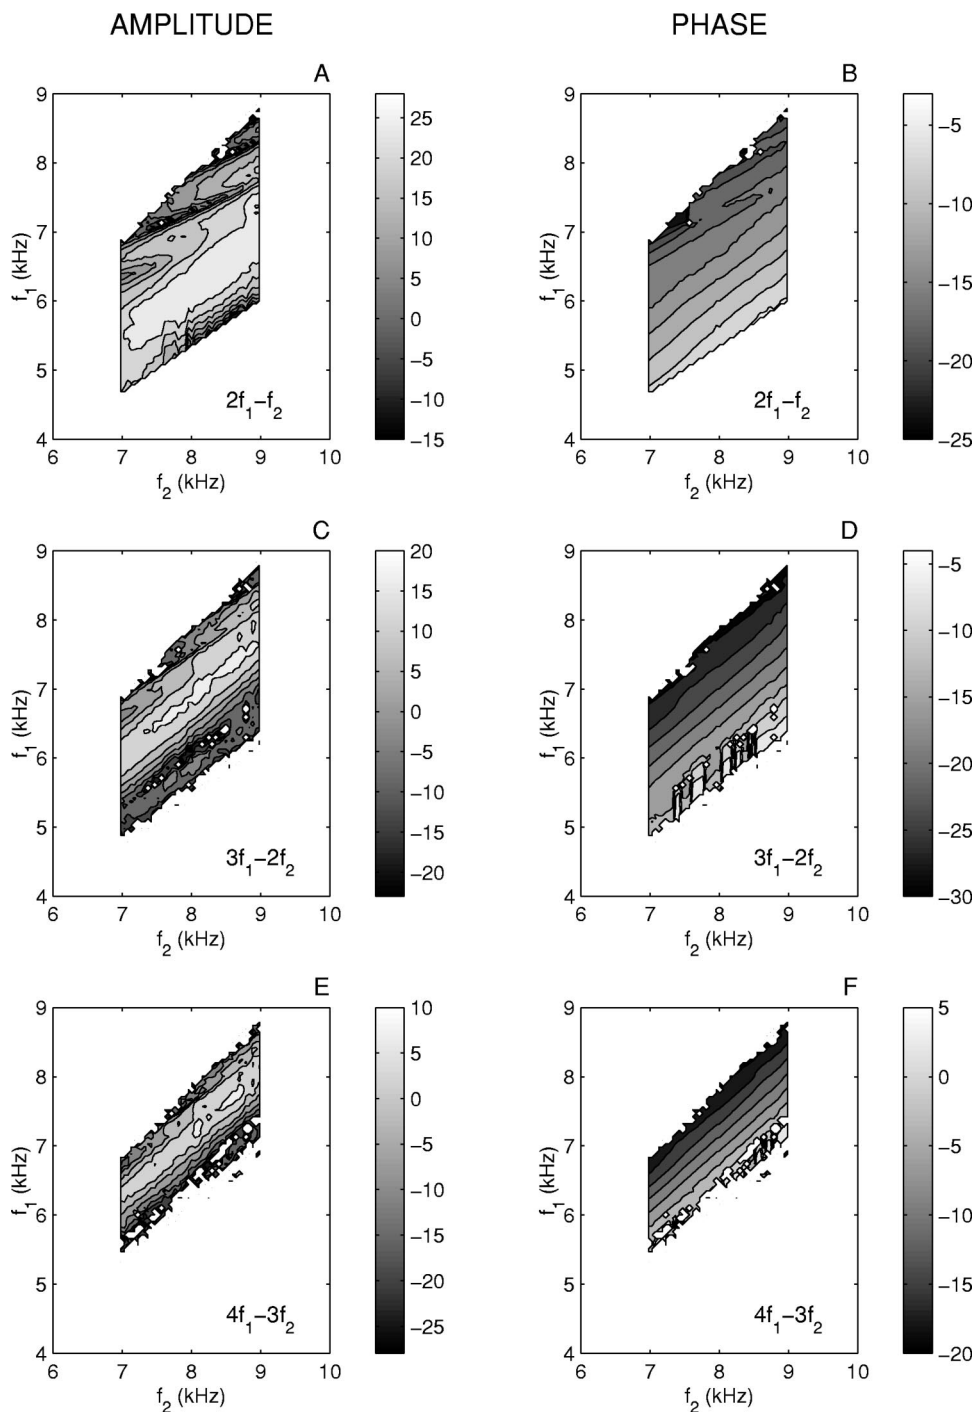 AMPLITUDE PHASE
A B
9 25 9 -5
8 20 8
15 -10
7 10 7
f1 (kHz) 5 f1 (kHz) -15
6 0 6
-5 -20
5 -10 5
2f1-f2 2f1-f2
4 -15 4 -25
6 7 8 9 10 6 7 8 9 10
f2 (kHz) f2 (kHz)
C D
9 20 9 -5
8 15 8 -10
10
7 5 7 -15
f1 (kHz) 0 f1 (kHz)
6 -5 6 -20
-10
5 -15 5 -25
3f1-2f2 -20 3f1-2f2
4 4 -30
6 7 8 9 10 6 7 8 9 10
f2 (kHz) f2 (kHz)
E F
9 10 9 5
8 5 8 0
0
7 -5 7 -5
f1 (kHz) f1 (kHz)
6 -10 6 -10
-15
5 -20 5 -15
4f1-3f2 -25 4f1-3f2
4 4 -20
6 7 8 9 10 6 7 8 9 10
f2 (kHz) f2 (kHz)